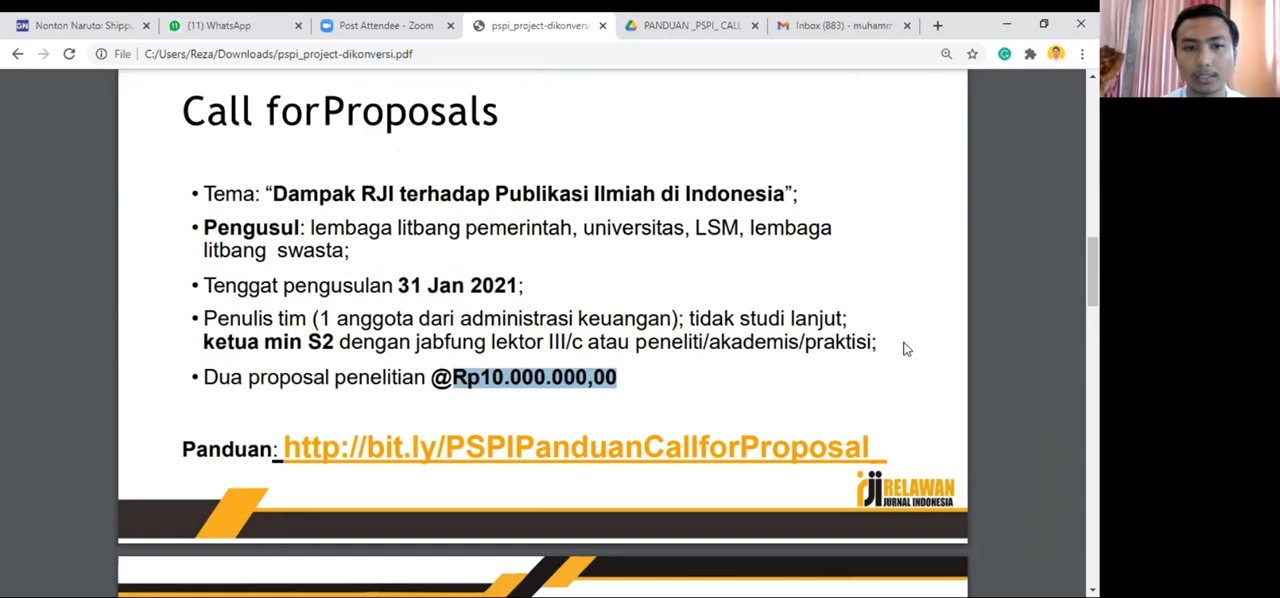 Nonton Naruto: Shippu
(11) WhatsApp
Post Attendee - Zoom
pspi_project-dikonversi
PANDUAN _PSPI_CALL
Inbox (883) - muhamm
File
C:/Users/Reza/Downloads/pspi_project-dikonversi.pdf
Call forProposals
• Tema: “Dampak RJI terhadap Publikasi Ilmiah di Indonesia”;
• Pengusul: lembaga litbang pemerintah, universitas, LSM, lembaga
litbang swasta;
• Tenggat pengusulan 31 Jan 2021;
• Penulis tim (1 anggota dari administrasi keuangan); tidak studi lanjut;
ketua min S2 dengan jabfung lektor III/c atau peneliti/akademis/praktisi;
• Dua proposal penelitian @Rp10.000.000,00
Panduan: http://bit.ly/PSPIPanduanCallforProposal_
RELAWAN
JURNAL INDONESIA